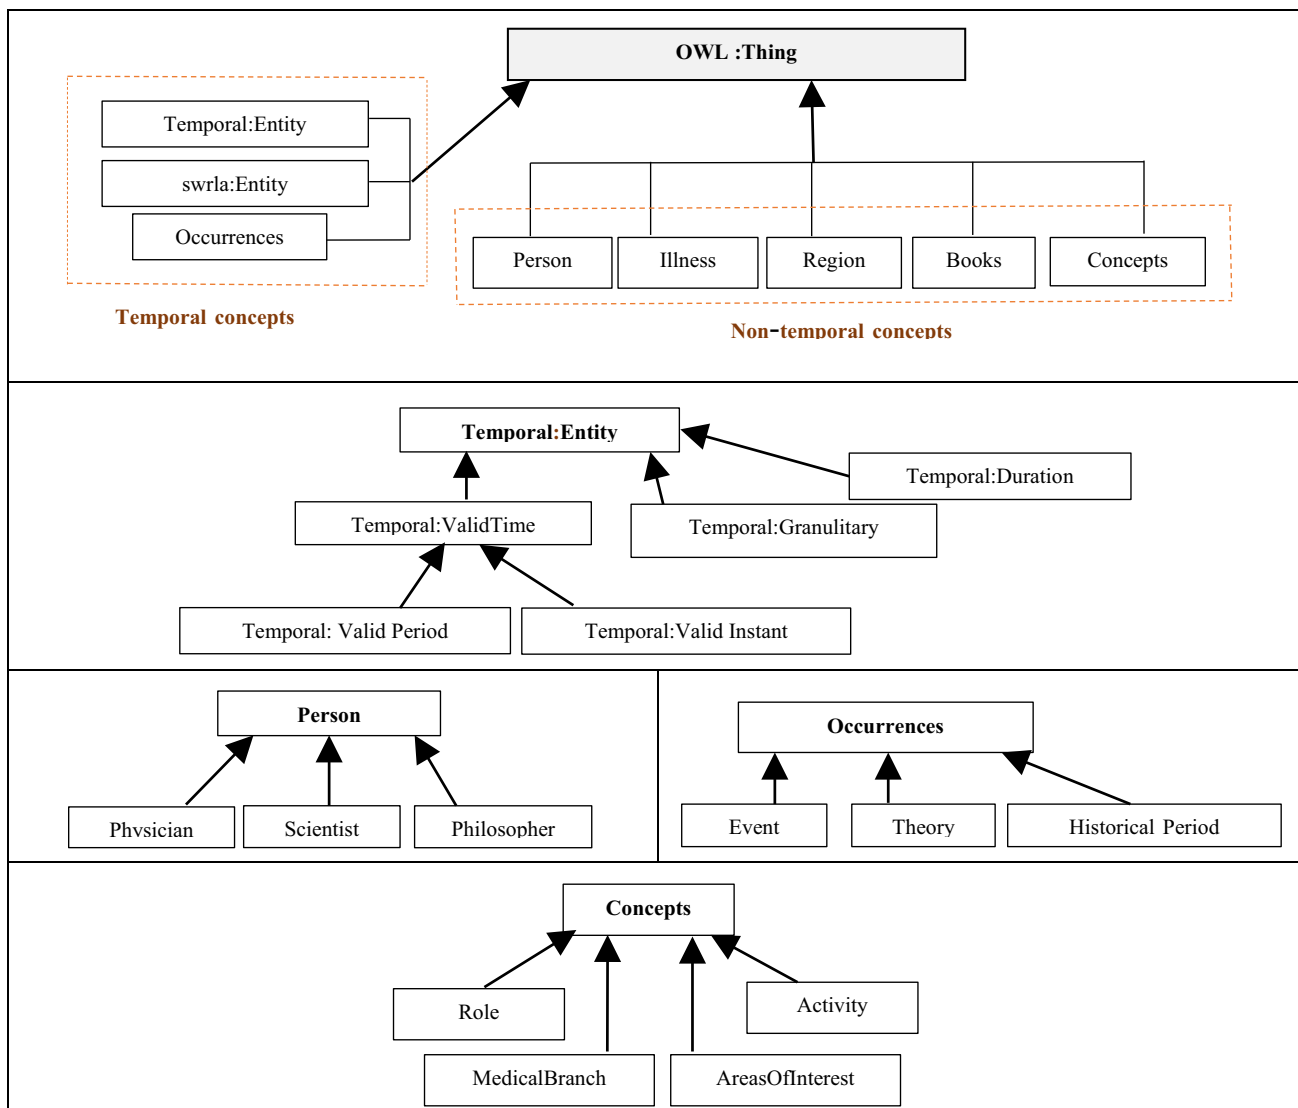 OWL :Thing
Temporal:Entity
swrla:Entity
Occurrences
Person
Illness
Region
Books
Concepts
Temporal concepts
Non-temporal concepts
Temporal:Entity
Temporal:Duration
Temporal:ValidTime
Temporal:Granulitary
Temporal: Valid Period
Temporal:Valid Instant
Person
Physician
Scientist
Philosopher
Occurrences
Event
Theory
Historical Period
Concepts
Role
Activity
MedicalBranch
AreasOfInterest